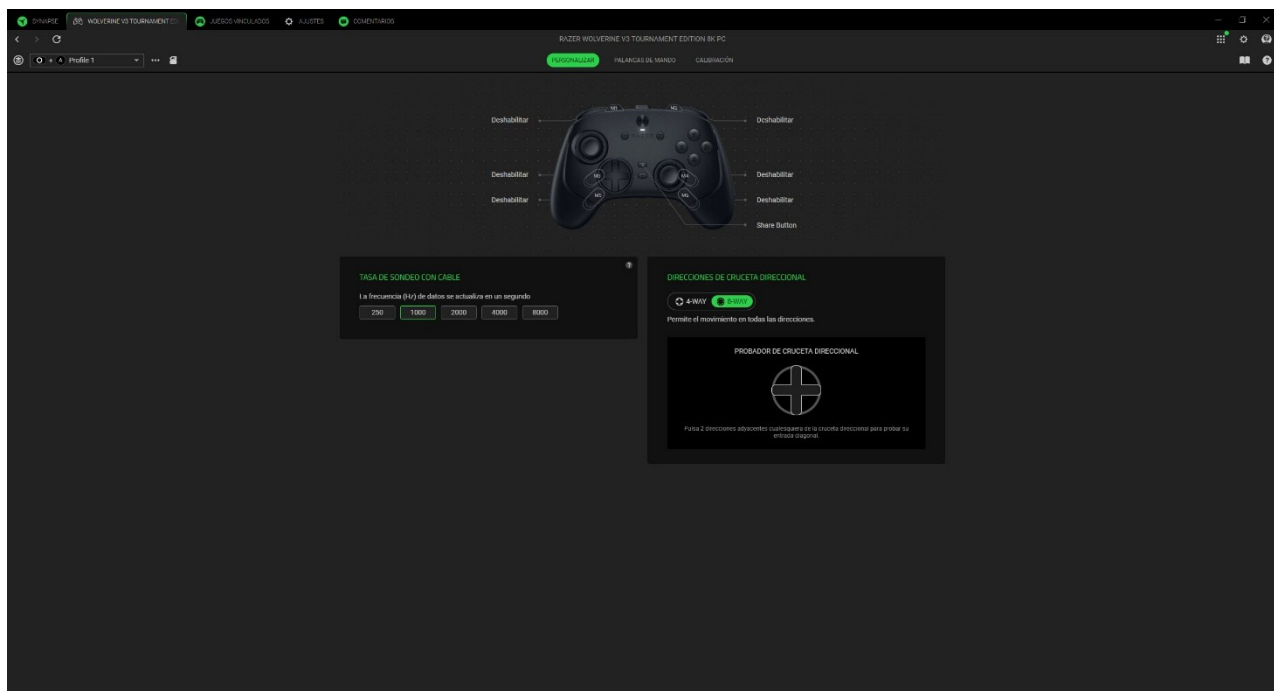 SYNAPSE
WOLVERINE V3 TOURNAMENT ED
JUEGOS VINCULADOS
AJUSTES
COMENTARIOS
RAZER WOLVERINE V3 TOURNAMENT EDITION 8K PC
Profile 1
PERSONALIZAR
PALANCAS DE MANDO
CALIBRACIÓN
M1
M2
RAZER
Deshabilitar
Deshabilitar
Deshabilitar
Deshabilitar
M4
Deshabilitar
Deshabilitar
Share Button
TASA DE SONDEO CON CABLE
La frecuencia (Hz) de datos se actualiza en un segundo
250
1000
2000
4000
8000
DIRECCIONES DE CRUCETA DIRECCIONAL
4-WAY
8-WAY
Permite el movimiento en todas las direcciones.
PROBADOR DE CRUCETA DIRECCIONAL
Pulsa 2 direcciones adyacentes cualesquiera de la cruceta direccional para probar su
entrada diagonal.